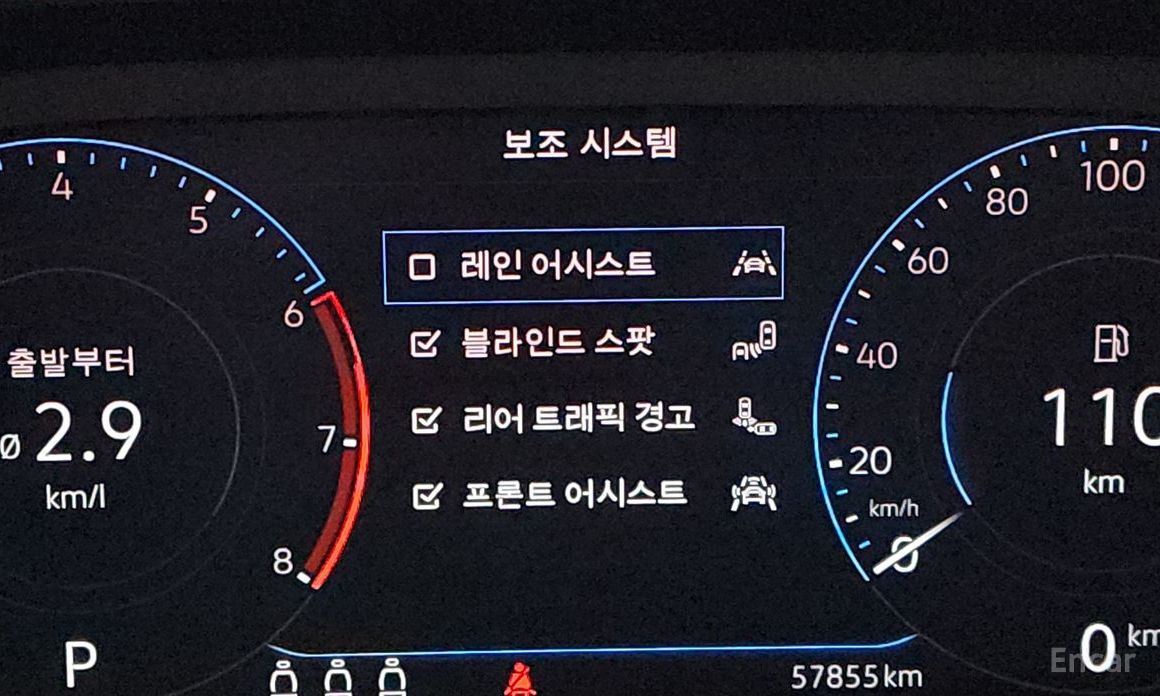 보조 시스템
레인 어시스트
블라인드 스팟
리어 트래픽 경고
프론트 어시스트
4
5
6
7
8
출발부터
ø 2.9
km/l
P
100
80
60
40
20
0
km/h
110
km
0 km
57855 km
Encar